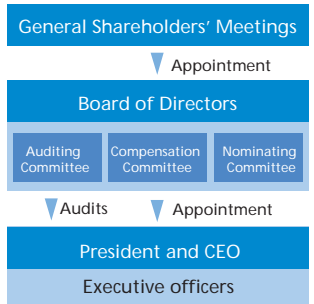 General Shareholders' Meetings
Appointment
Board of Directors
Auditing
Committee
Compensation
Committee
Nominating
Committee
Audits
Appointment
President and CEO
Executive officers